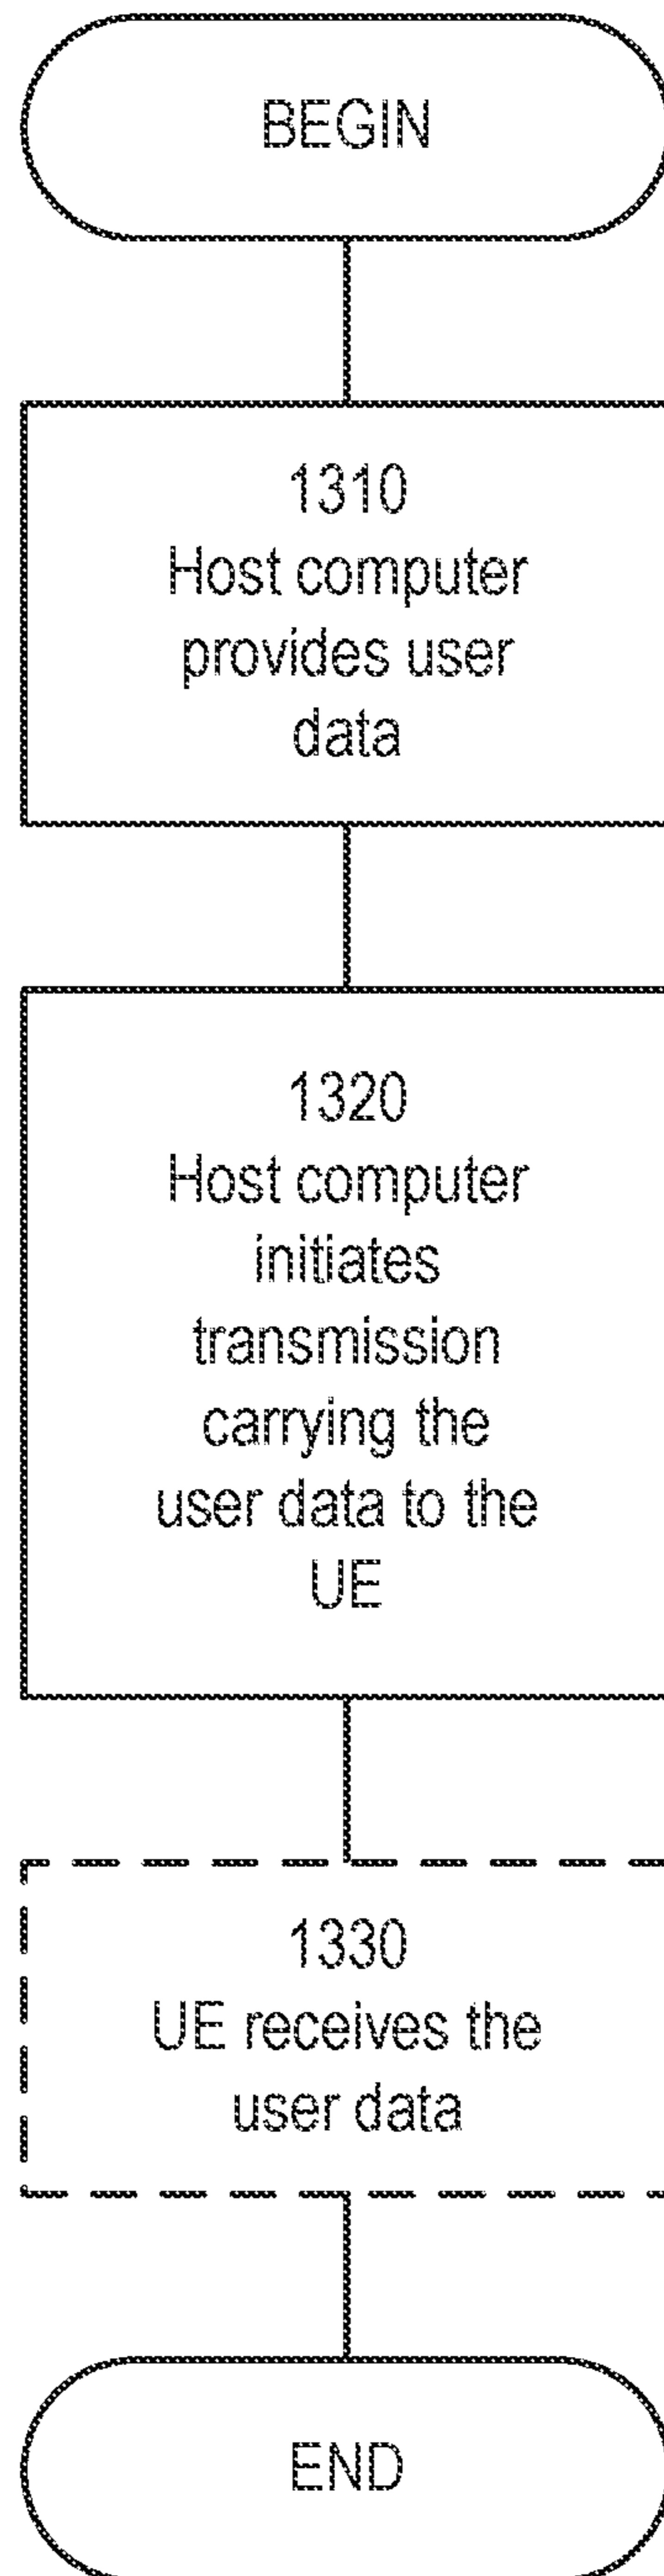 BEGIN
1310
Host computer
provides user
data
1320
Host computer
initiates
transmission
carrying the
user data to the
UE
1330
UE receives the
user data
END